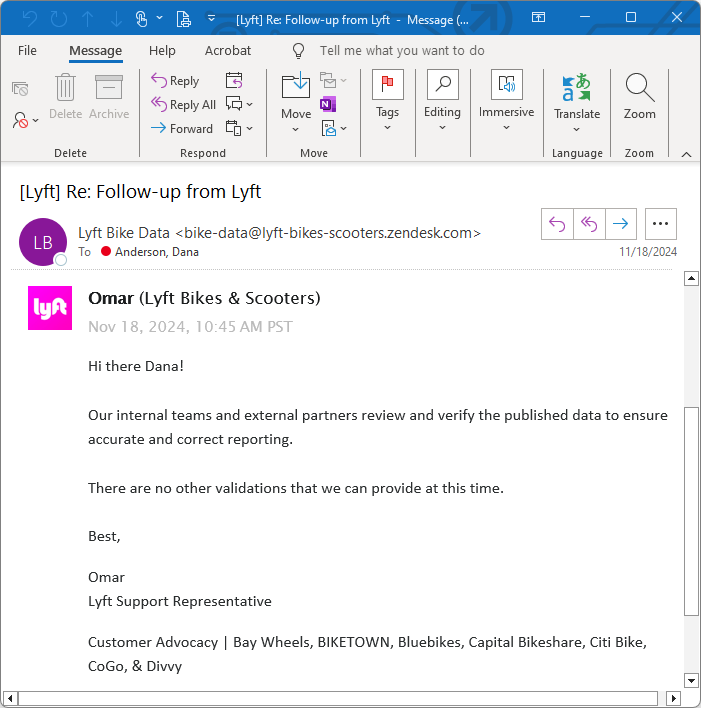 [Lyft] Re: Follow-up from Lyft - Message (...
File Message Help Acrobat Tell me what you want to do
Delete Archive
Reply
Reply All
Forward
Move
Tags
Editing
Immersive
Translate
Zoom
Delete Respond Move Language Zoom
[Lyft] Re: Follow-up from Lyft
LB
Lyft Bike Data <bike-data@lyft-bikes-scooters.zendesk.com>
To Anderson, Dana
11/18/2024
lyft
Omar (Lyft Bikes & Scooters)
Nov 18, 2024, 10:45 AM PST
Hi there Dana!
Our internal teams and external partners review and verify the published data to ensure
accurate and correct reporting.
There are no other validations that we can provide at this time.
Best,
Omar
Lyft Support Representative
Customer Advocacy | Bay Wheels, BIKETOWN, Bluebikes, Capital Bikeshare, Citi Bike,
CoGo, & Divvy